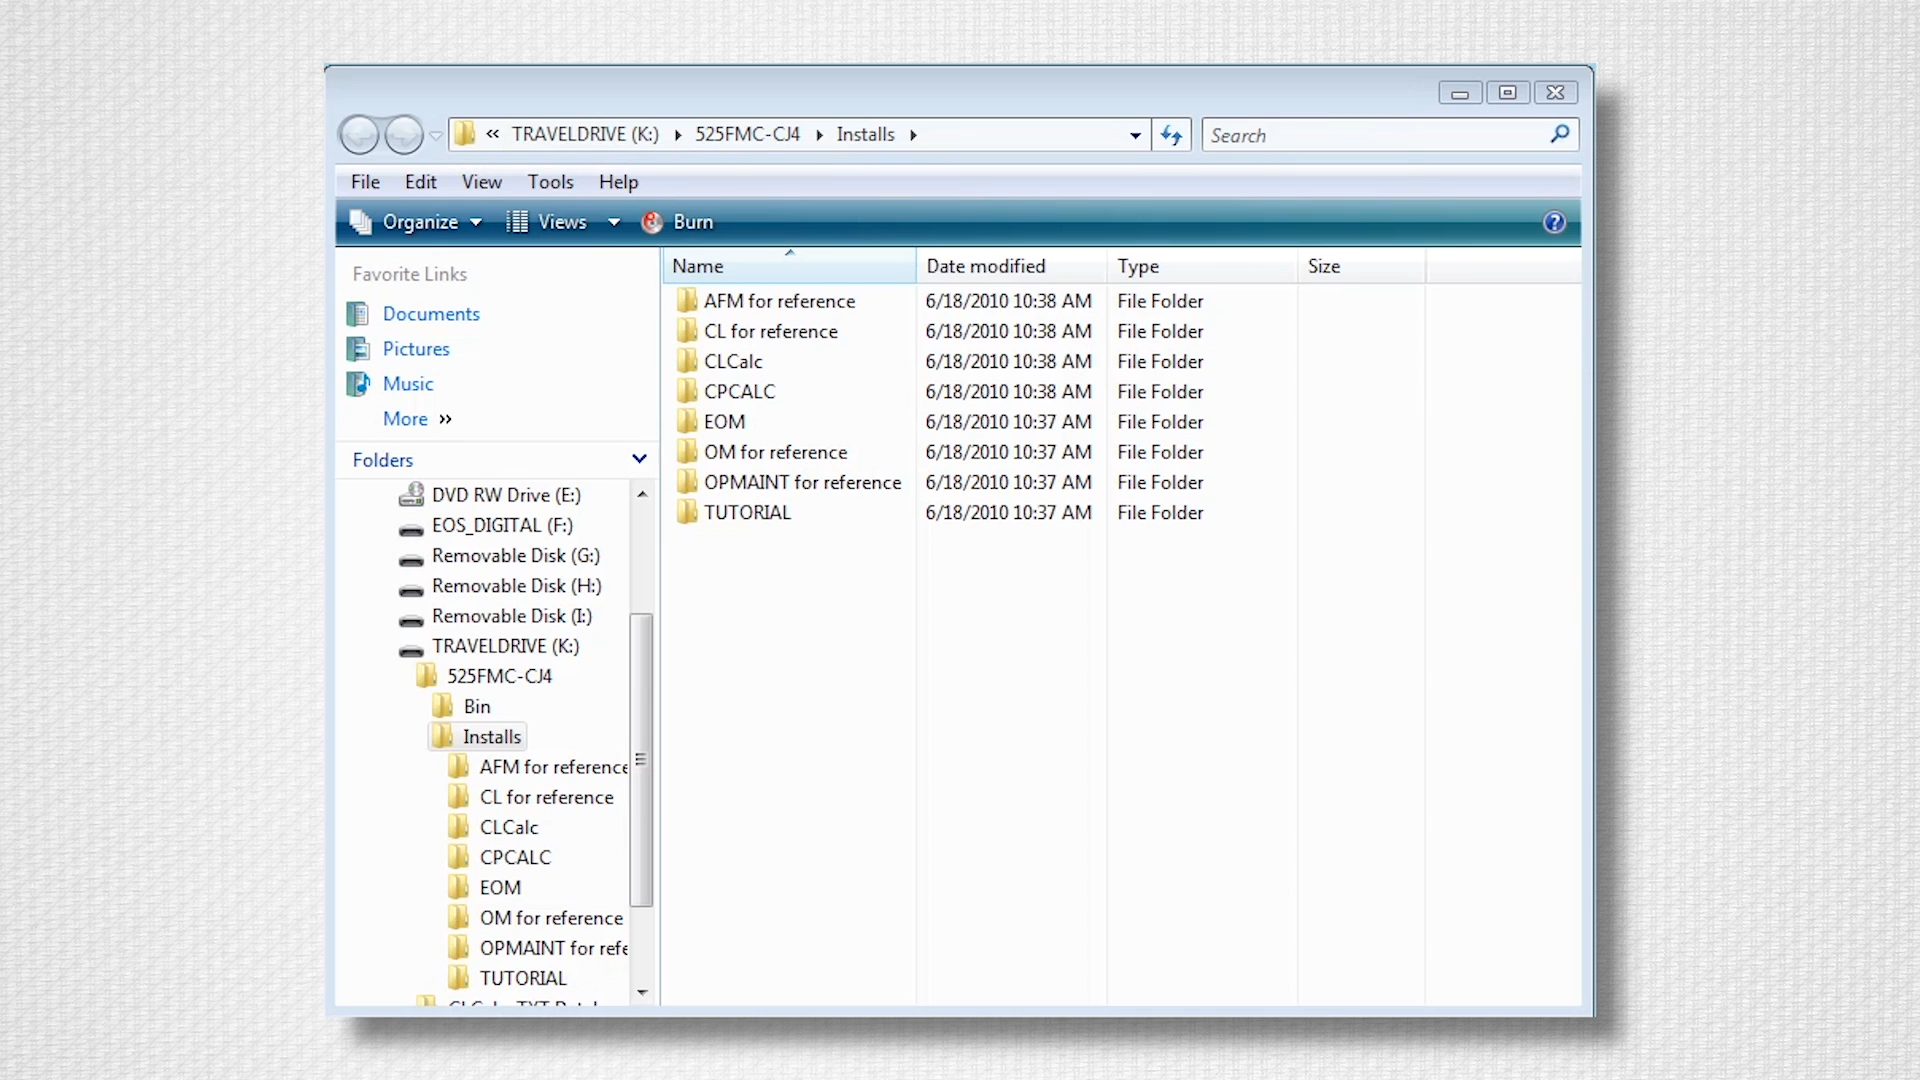 « TRAVELDRIVE (K:) 525FMC-CJ4 Installs
Search
File Edit View Tools Help
Organize Views Burn
Favorite Links
Documents
Pictures
Music
More »
Folders
DVD RW Drive (E:)
EOS_DIGITAL (F:)
Removable Disk (G:)
Removable Disk (H:)
Removable Disk (I:)
TRAVELDRIVE (K:)
525FMC-CJ4
Bin
Installs
AFM for reference
CL for reference
CLCalc
CPCALC
EOM
OM for reference
OPMAINT for refe
TUTORIAL
Name Date modified Type Size
AFM for reference 6/18/2010 10:38 AM File Folder
CL for reference 6/18/2010 10:38 AM File Folder
CLCalc 6/18/2010 10:38 AM File Folder
CPCALC 6/18/2010 10:38 AM File Folder
EOM 6/18/2010 10:37 AM File Folder
OM for reference 6/18/2010 10:37 AM File Folder
OPMAINT for reference 6/18/2010 10:37 AM File Folder
TUTORIAL 6/18/2010 10:37 AM File Folder